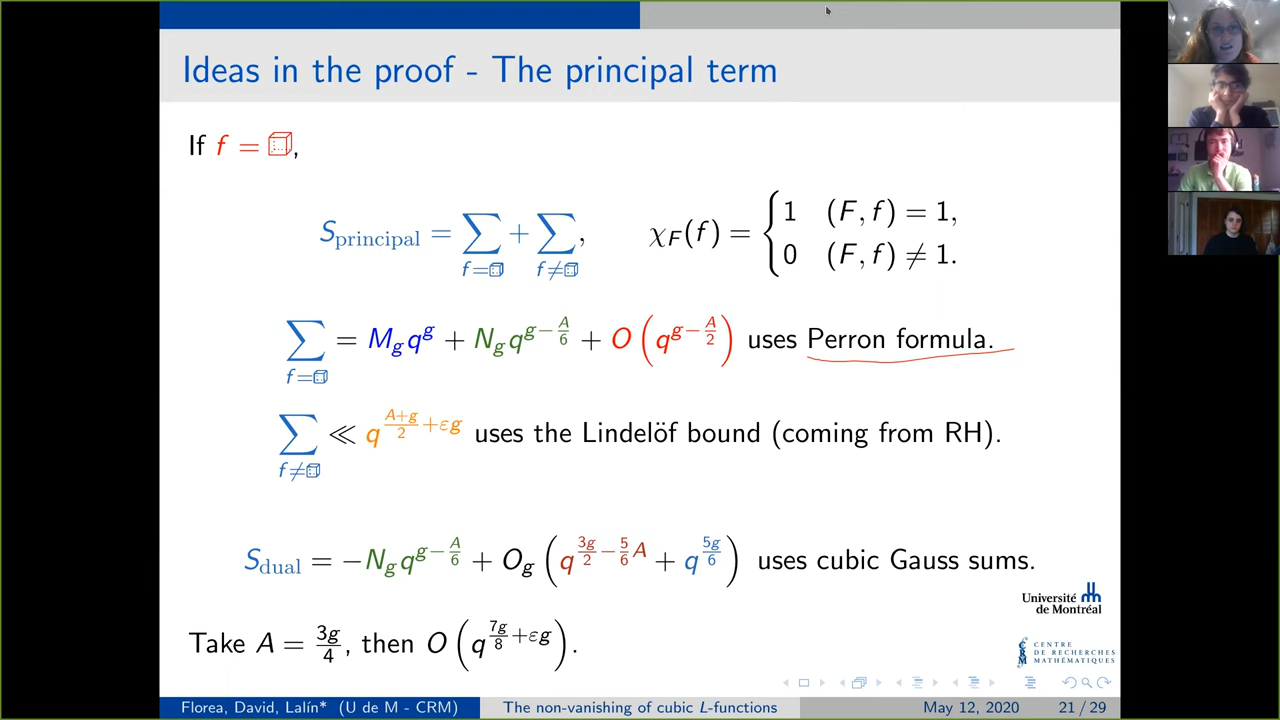 Ideas in the proof - The principal term
If f = ,
S_principal = ∑_{f=} + ∑_{f≠}, χ_F(f) = { 1 (F, f) = 1,
0 (F, f) ≠ 1.
∑_{f=} = M_g q^g + N_g q^{g−A/6} + O(q^{g−A/2}) uses Perron formula.
∑_{f≠} ≪ q^{(A+g)/2+εg} uses the Lindelöf bound (coming from RH).
S_dual = −N_g q^{g−A/6} + O_g(q^{3g/2−5/6A} + q^{5g/6}) uses cubic Gauss sums.
Université
de Montréal
Take A = 3g/4, then O(q^{7g/8+εg}).
CENTRE
DE RECHERCHES
MATHÉMATIQUES
Florea, David, Lalín* (U de M - CRM) The non-vanishing of cubic L-functions May 12, 2020 21 / 29